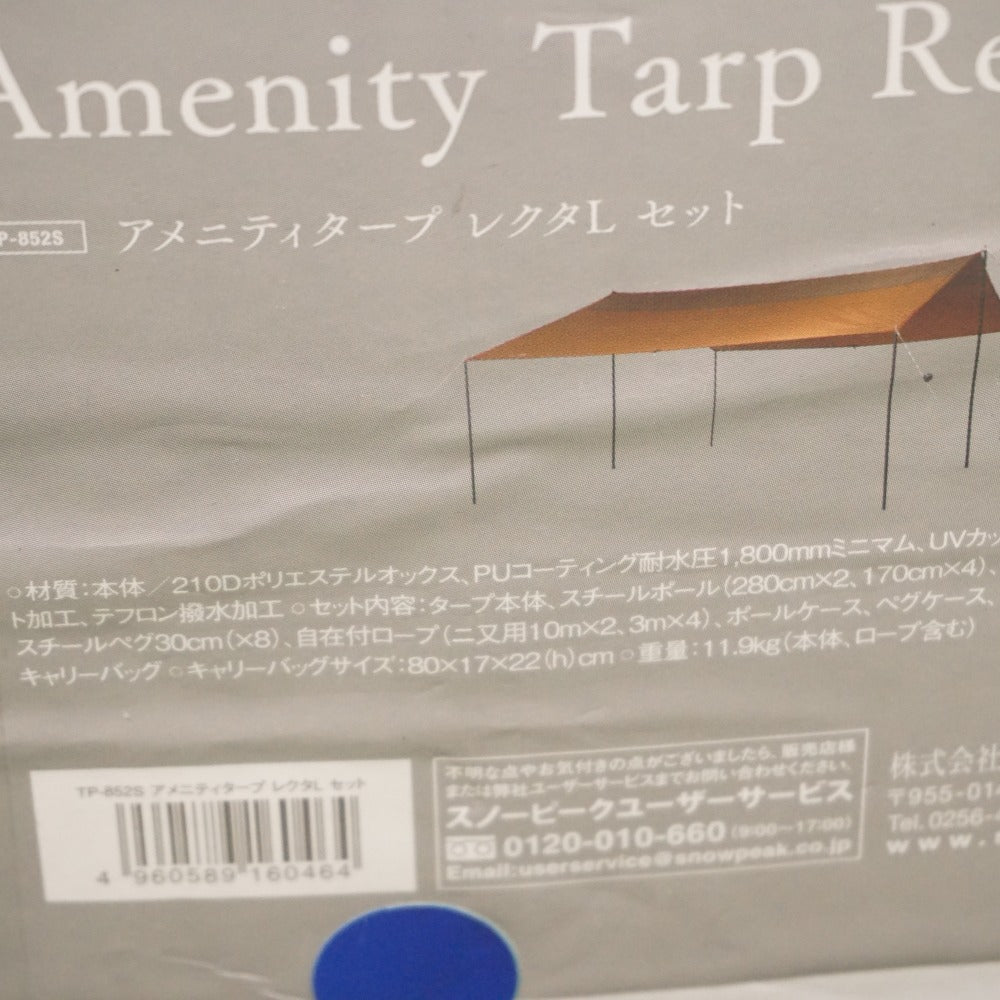 Amenity Tarp Re
P-852S アメニティタープ レクタL セット
○材質:本体／210Dポリエステルオックス、PUコーティング耐水圧1,800mmミニマム、UVカッ
ト加工、テフロン撥水加工 ○セット内容:タープ本体、スチールポール(280cm×2、170cm×4)、
スチールペグ30cm(×8)、自在付ロープ(二又用10m×2、3m×4)、ポールケース、ペグケース、
キャリーバッグ ○キャリーバッグサイズ:80×17×22(h)cm ○重量:11.9kg(本体、ロープ含む)
TP-852S アメニティタープ レクタL セット
4 960589 160464
不明な点やお気付きの点がございましたら、販売店様
または弊社ユーザーサービスまでお問い合わせください。
スノーピークユーザーサービス
0120-010-660 (9:00〜17:00)
Email:userservice@snowpeak.co.jp
株式会社
〒955-014
Tel.0256-
www.